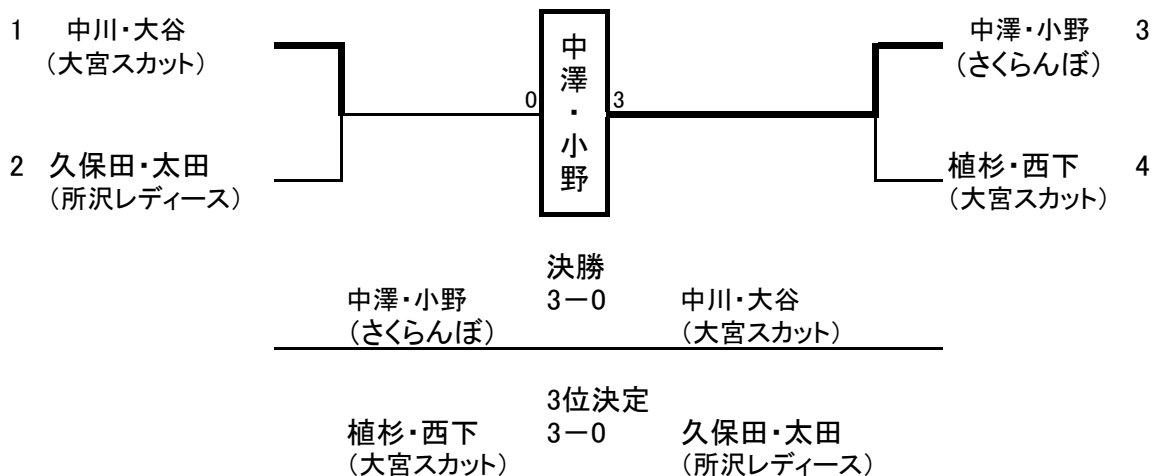 1 中川・大谷
(大宮スカット)
2 久保田・太田
(所沢レディース)
0
中澤・小野
3
中澤・小野 3
(さくらんぼ)
植杉・西下 4
(大宮スカット)
決勝
中澤・小野 3-0 中川・大谷
(さくらんぼ) (大宮スカット)
3位決定
植杉・西下 3-0 久保田・太田
(大宮スカット) (所沢レディース)